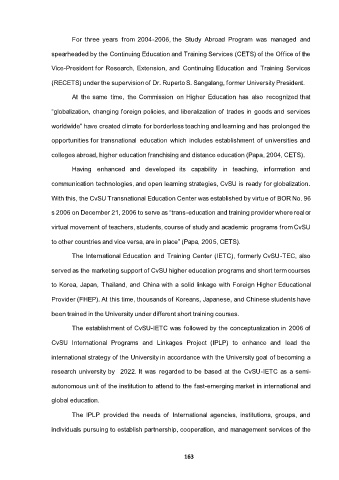 For three years from 2004-2006, the Study Abroad Program was managed and
spearheaded by the Continuing Education and Training Services (CETS) of the Office of the
Vice-President for Research, Extension, and Continuing Education and Training Services
(RECETS) under the supervision of Dr. Ruperto S. Sangalang, former University President.
At the same time, the Commission on Higher Education has also recognized that
"globalization, changing foreign policies, and liberalization of trades in goods and services
worldwide" have created climate for borderless teaching and learning and has prolonged the
opportunities for transnational education which includes establishment of universities and
colleges abroad, higher education franchising and distance education (Papa, 2004, CETS).
Having enhanced and developed its capability in teaching, information and
communication technologies, and open learning strategies, CvSU is ready for globalization.
With this, the CvSU Transnational Education Center was established by virtue of BOR No. 96
s 2006 on December 21, 2006 to serve as "trans-education and training provider where real or
virtual movement of teachers, students, course of study and academic programs from CvSU
to other countries and vice versa, are in place" (Papa, 2005, CETS).
The International Education and Training Center (IETC), formerly CvSU-TEC, also
served as the marketing support of CvSU higher education programs and short term courses
to Korea, Japan, Thailand, and China with a solid linkage with Foreign Higher Educational
Provider (FHEP). At this time, thousands of Koreans, Japanese, and Chinese students have
been trained in the University under different short training courses.
The establishment of CvSU-IETC was followed by the conceptualization in 2006 of
CvSU International Programs and Linkages Project (IPLP) to enhance and lead the
international strategy of the University in accordance with the University goal of becoming a
research university by 2022. It was regarded to be based at the CvSU-IETC as a semi-
autonomous unit of the institution to attend to the fast-emerging market in international and
global education.
The IPLP provided the needs of International agencies, institutions, groups, and
individuals pursuing to establish partnership, cooperation, and management services of the
163